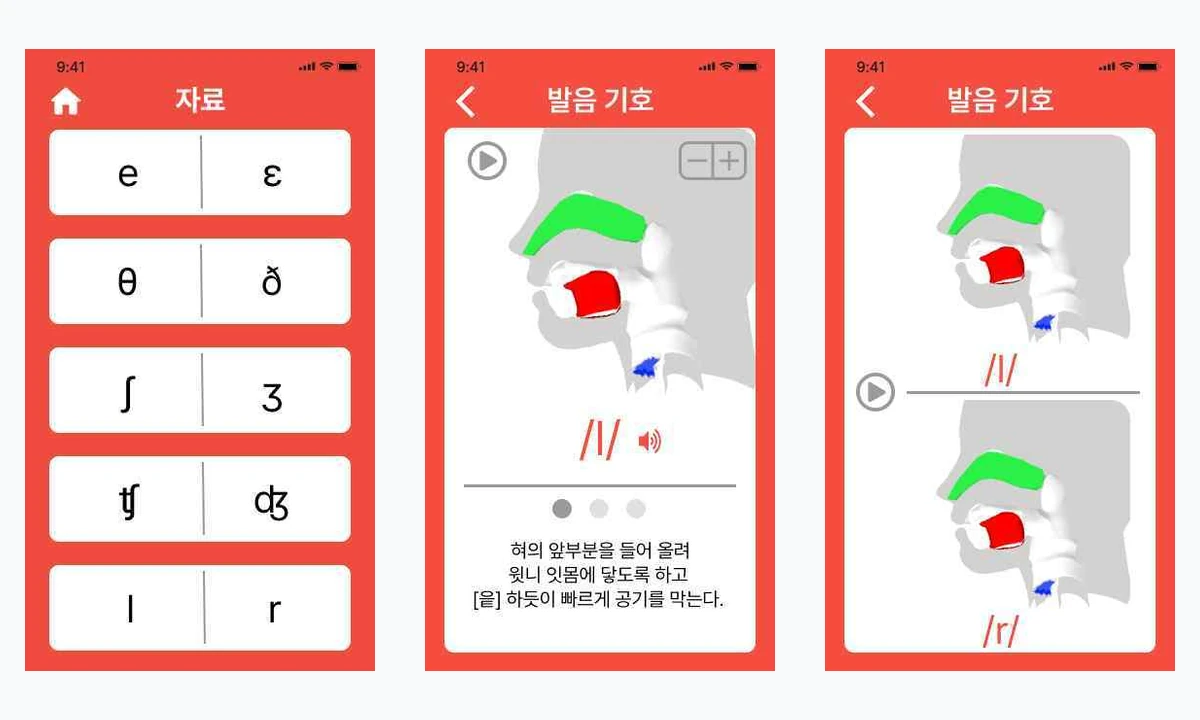 9:41
자료
e ɛ
θ ð
ʃ ʒ
ʧ ʤ
l r
9:41
발음 기호
/l/
혀의 앞부분을 들어 올려
윗니 잇몸에 닿도록 하고
[을] 하듯이 빠르게 공기를 막는다.
9:41
발음 기호
/l/
/r/